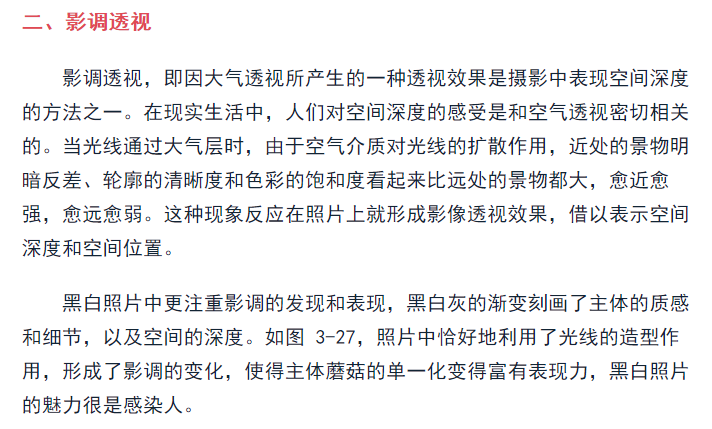 二、影调透视
影调透视，即因大气透视所产生的一种透视效果是摄影中表现空间深度
的方法之一。在现实生活中，人们对空间深度的感受是和空气透视密切相关
的。当光线通过大气层时，由于空气介质对光线的扩散作用，近处的景物明
暗反差、轮廓的清晰度和色彩的饱和度看起来比远处的景物都大，愈近愈
强，愈远愈弱。这种现象反应在照片上就形成影像透视效果，借以表示空间
深度和空间位置。
黑白照片中更注重影调的发现和表现，黑白灰的渐变刻画了主体的质感
和细节，以及空间的深度。如图 3-27，照片中恰好地利用了光线的造型作
用，形成了影调的变化，使得主体蘑菇的单一化变得富有表现力，黑白照片
的魅力很是感染人。